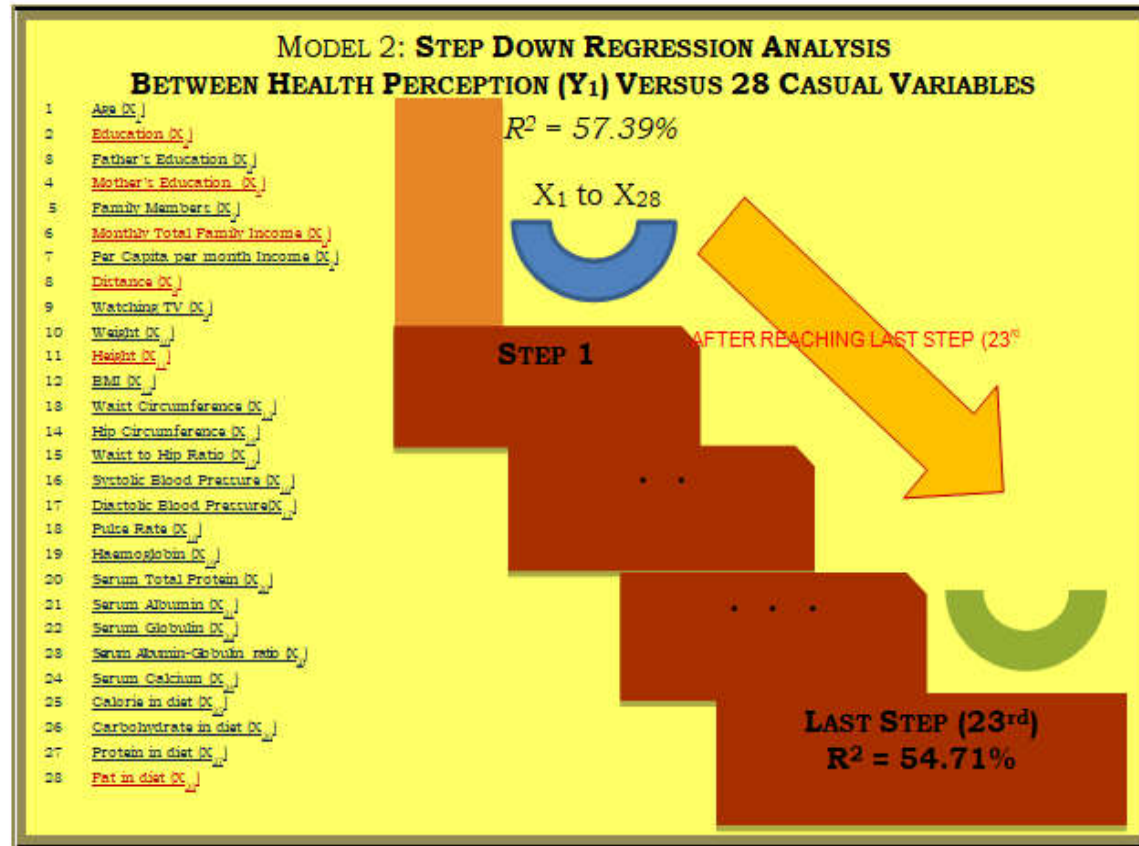 MODEL 2: STEP DOWN REGRESSION ANALYSIS
BETWEEN HEALTH PERCEPTION (Y1) VERSUS 28 CASUAL VARIABLES
1 Age (X )
2 Education (X )
3 Father's Education (X )
4 Mother's Education (X )
5 Family Members (X )
6 Monthly Total Family Income (X )
7 Per Capita per month Income (X )
8 Distance (X )
9 Watching TV (X )
10 Weight (X )
11 Height (X )
12 BMI (X )
13 Waist Circumference (X )
14 Hip Circumference (X )
15 Waist to Hip Ratio (X )
16 Systolic Blood Pressure (X )
17 Diastolic Blood Pressure(X )
18 Pulse Rate (X )
19 Haemoglobin (X )
20 Serum Total Protein (X )
21 Serum Albumin (X )
22 Serum Globulin (X )
23 Serum Albumin-Globulin ratio (X )
24 Serum Calcium (X )
25 Calorie in diet (X )
26 Carbohydrate in diet (X )
27 Protein in diet (X )
28 Fat in diet (X )
R² = 57.39%
X1 to X28
STEP 1
AFTER REACHING LAST STEP (23rd
. .
. . .
LAST STEP (23rd)
R² = 54.71%